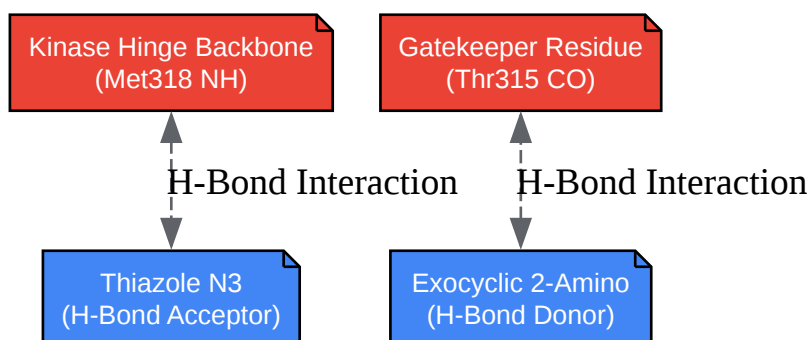 Kinase Hinge Backbone
(Met318 NH)
Gatekeeper Residue
(Thr315 CO)
H-Bond Interaction
H-Bond Interaction
Thiazole N3
(H-Bond Acceptor)
Exocyclic 2-Amino
(H-Bond Donor)